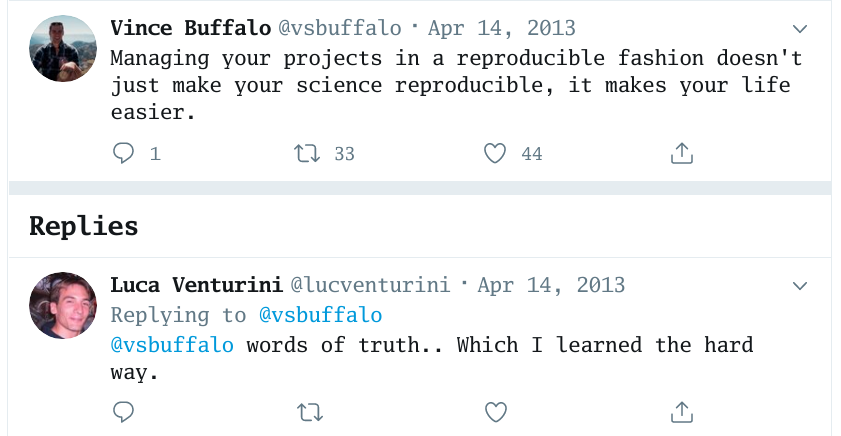 Vince Buffalo @vsbuffalo · Apr 14, 2013
Managing your projects in a reproducible fashion doesn't
just make your science reproducible, it makes your life
easier.
1 33 44
Replies
Luca Venturini @lucventurini · Apr 14, 2013
Replying to @vsbuffalo
@vsbuffalo words of truth.. Which I learned the hard
way.